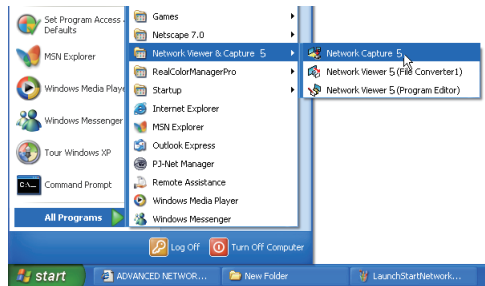 Set Program Access
Defaults
MSN Explorer
Windows Media Playe
Windows Messenger
Tour Windows XP
Command Prompt
All Programs
Games
Netscape 7.0
Network Viewer & Capture 5
RealColorManagerPro
Startup
Internet Explorer
MSN Explorer
Outlook Express
PJ-Net Manager
Remote Assistance
Windows Media Player
Windows Messenger
Network Capture 5
Network Viewer 5 (File Converter1)
Network Viewer 5 (Program Editor)
Log Off
Turn Off Computer
start
ADVANCED NETWOR...
New Folder
LaunchStartNetwork...